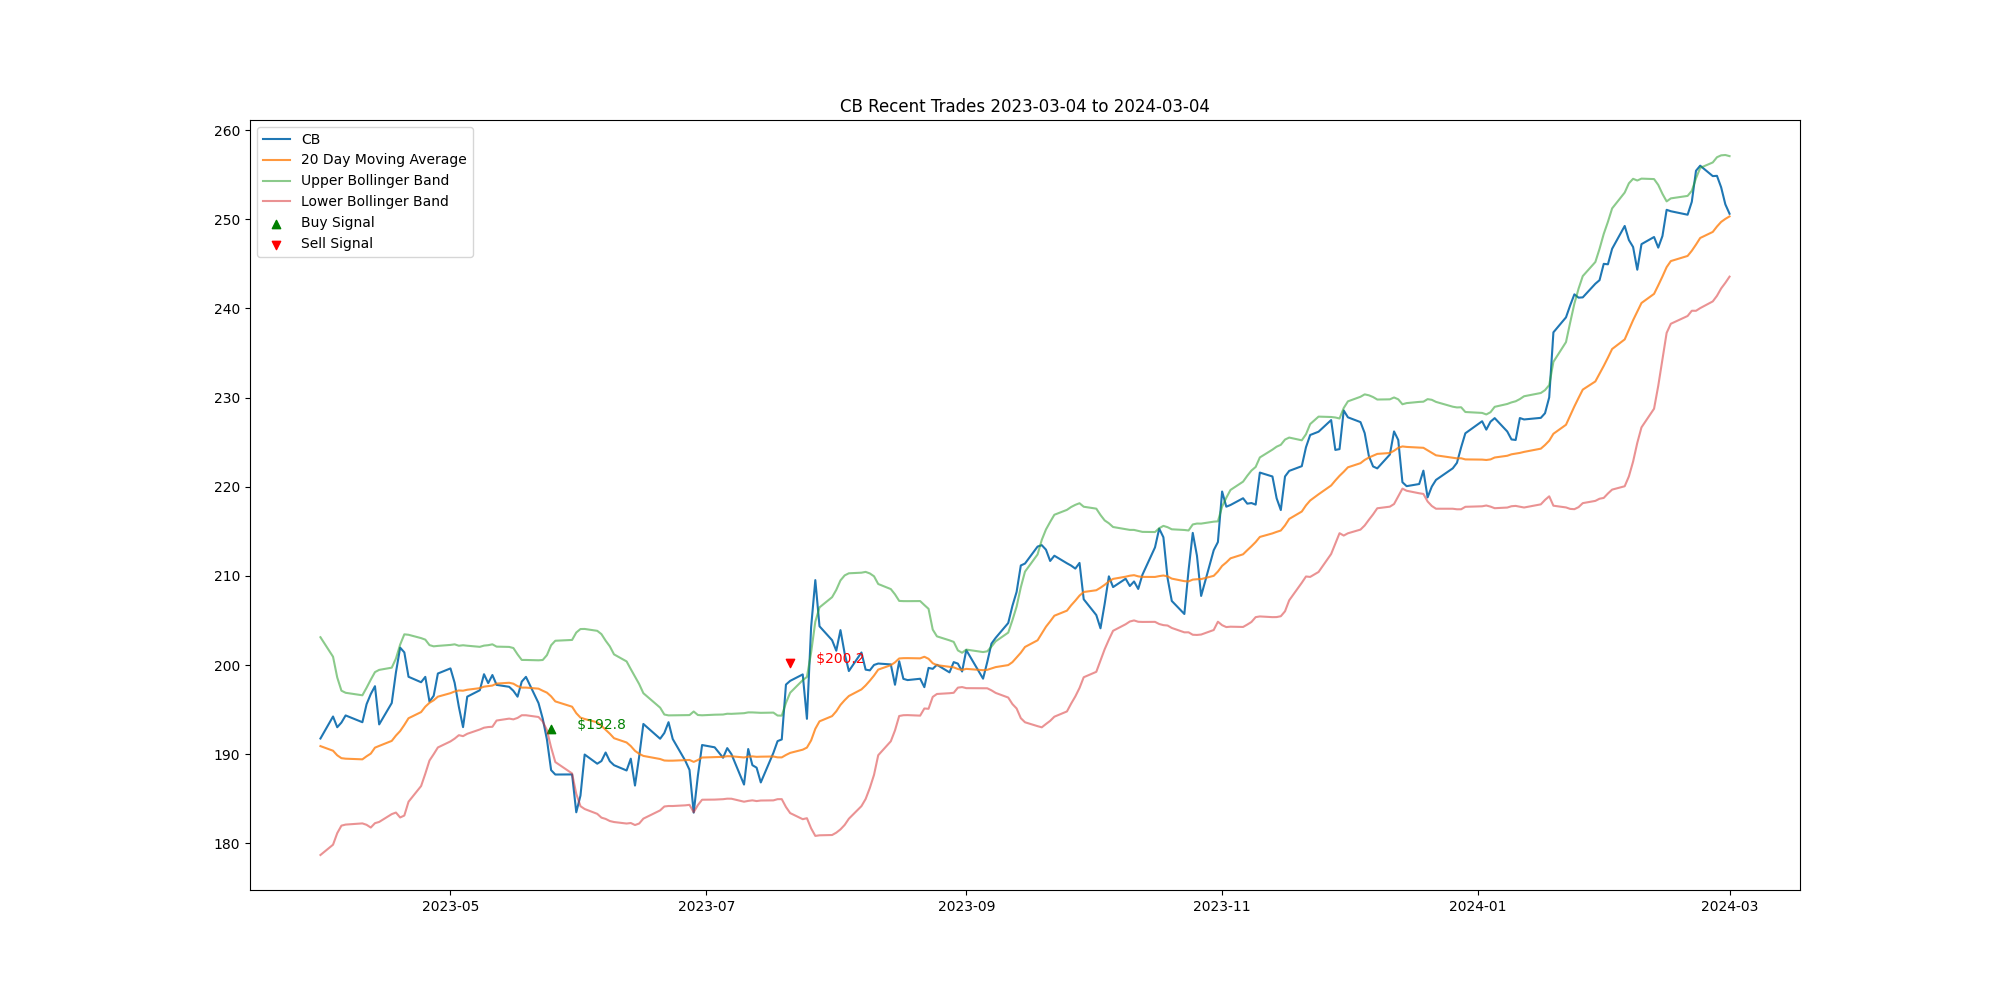 CB Recent Trades 2023-03-04 to 2024-03-04
CB
20 Day Moving Average
Upper Bollinger Band
Lower Bollinger Band
Buy Signal
Sell Signal
260
250
240
230
220
210
200
190
180
$200.2
$192.8
2023-05
2023-07
2023-09
2023-11
2024-01
2024-03